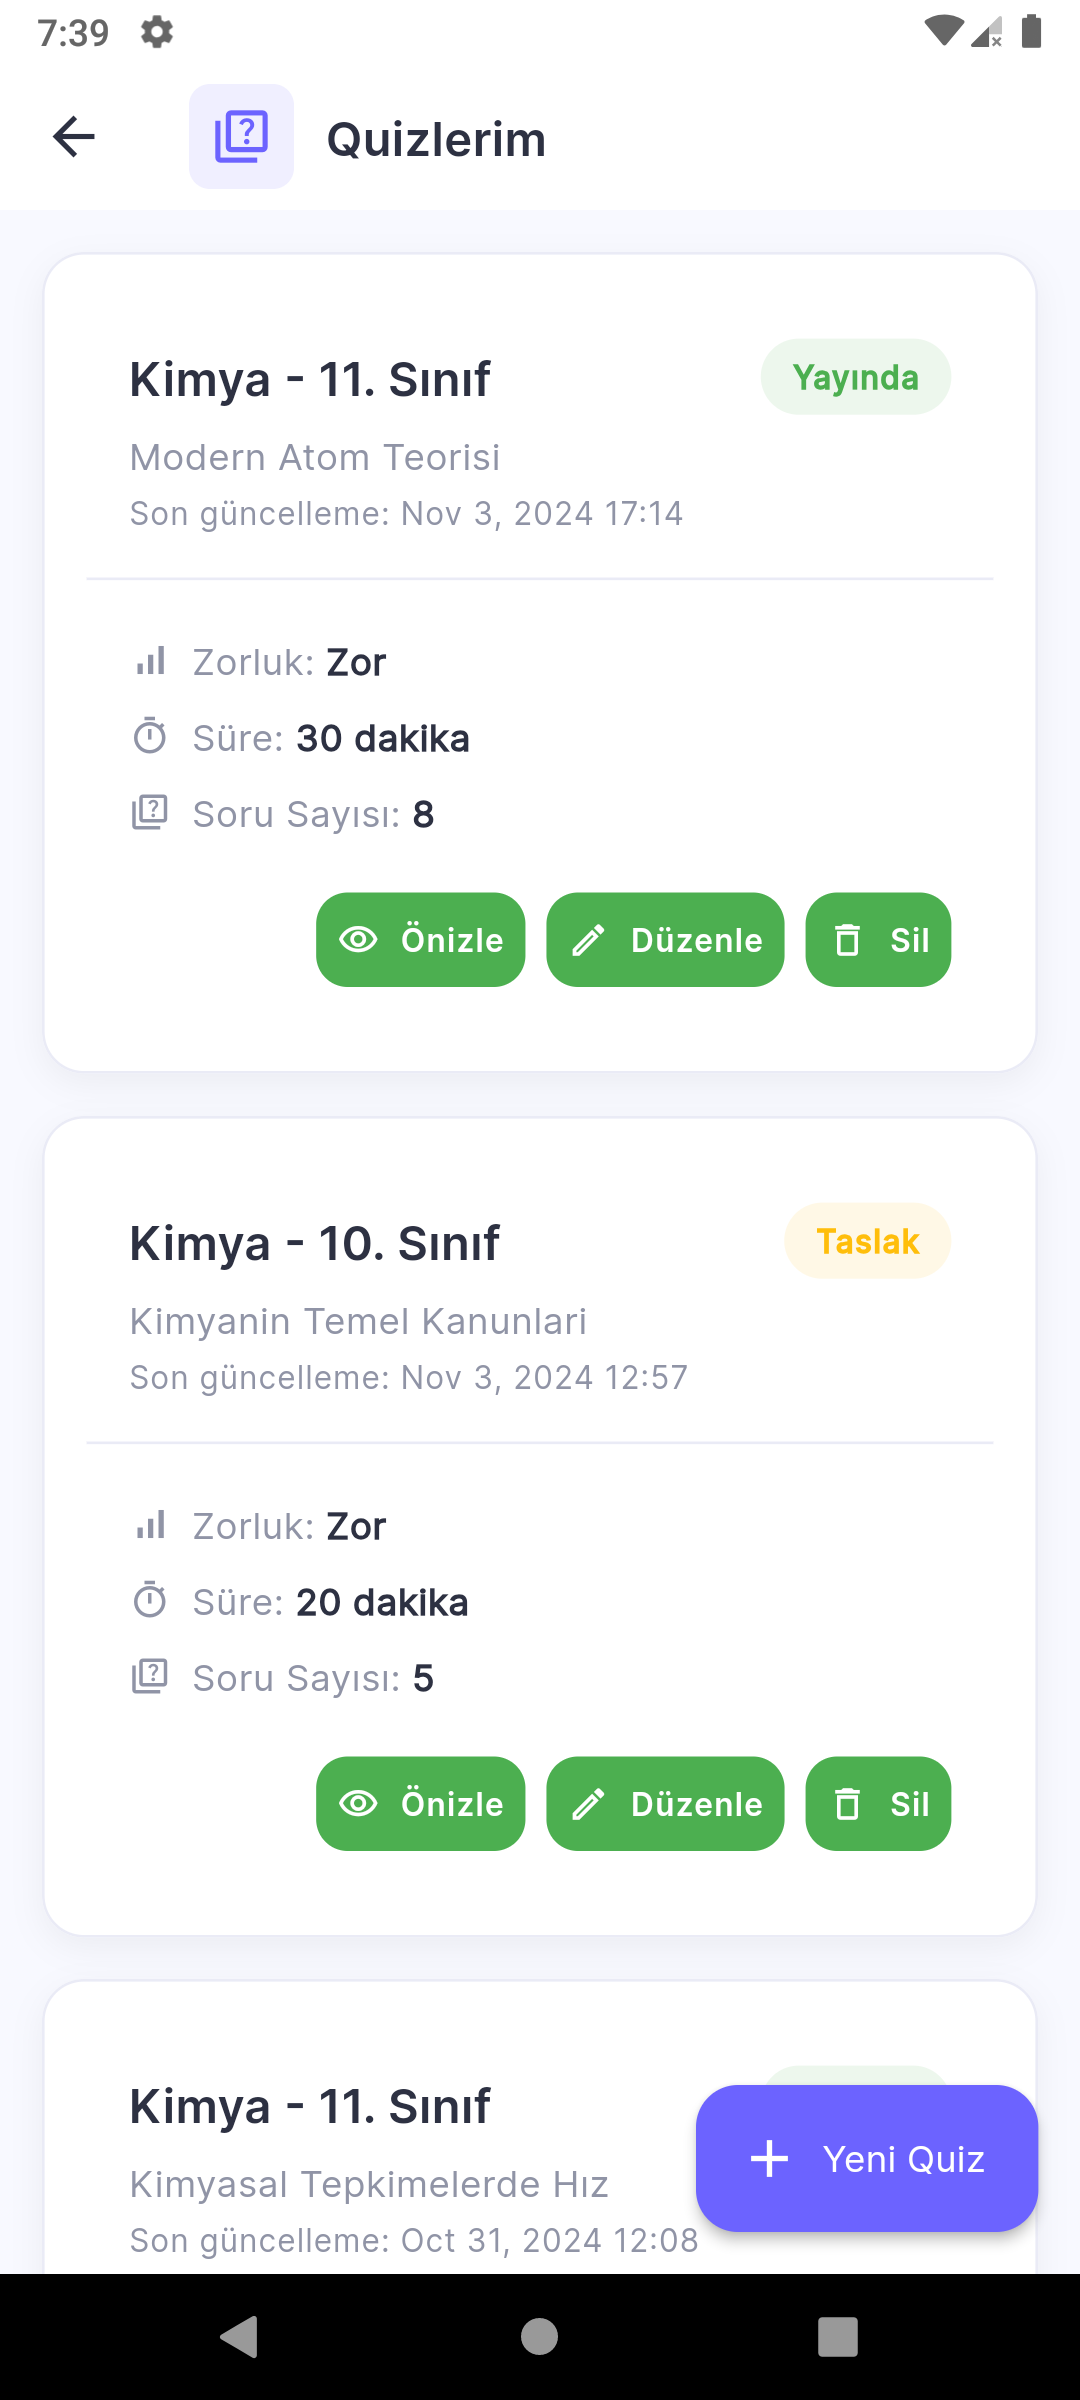 7:39
Quizlerim
Kimya - 11. Sınıf
Yayında
Modern Atom Teorisi
Son güncelleme: Nov 3, 2024 17:14
Zorluk: Zor
Süre: 30 dakika
Soru Sayısı: 8
Önizle Düzenle Sil
Kimya - 10. Sınıf
Taslak
Kimyanin Temel Kanunlari
Son güncelleme: Nov 3, 2024 12:57
Zorluk: Zor
Süre: 20 dakika
Soru Sayısı: 5
Önizle Düzenle Sil
Kimya - 11. Sınıf
Kimyasal Tepkimelerde Hız
Son güncelleme: Oct 31, 2024 12:08
Yeni Quiz